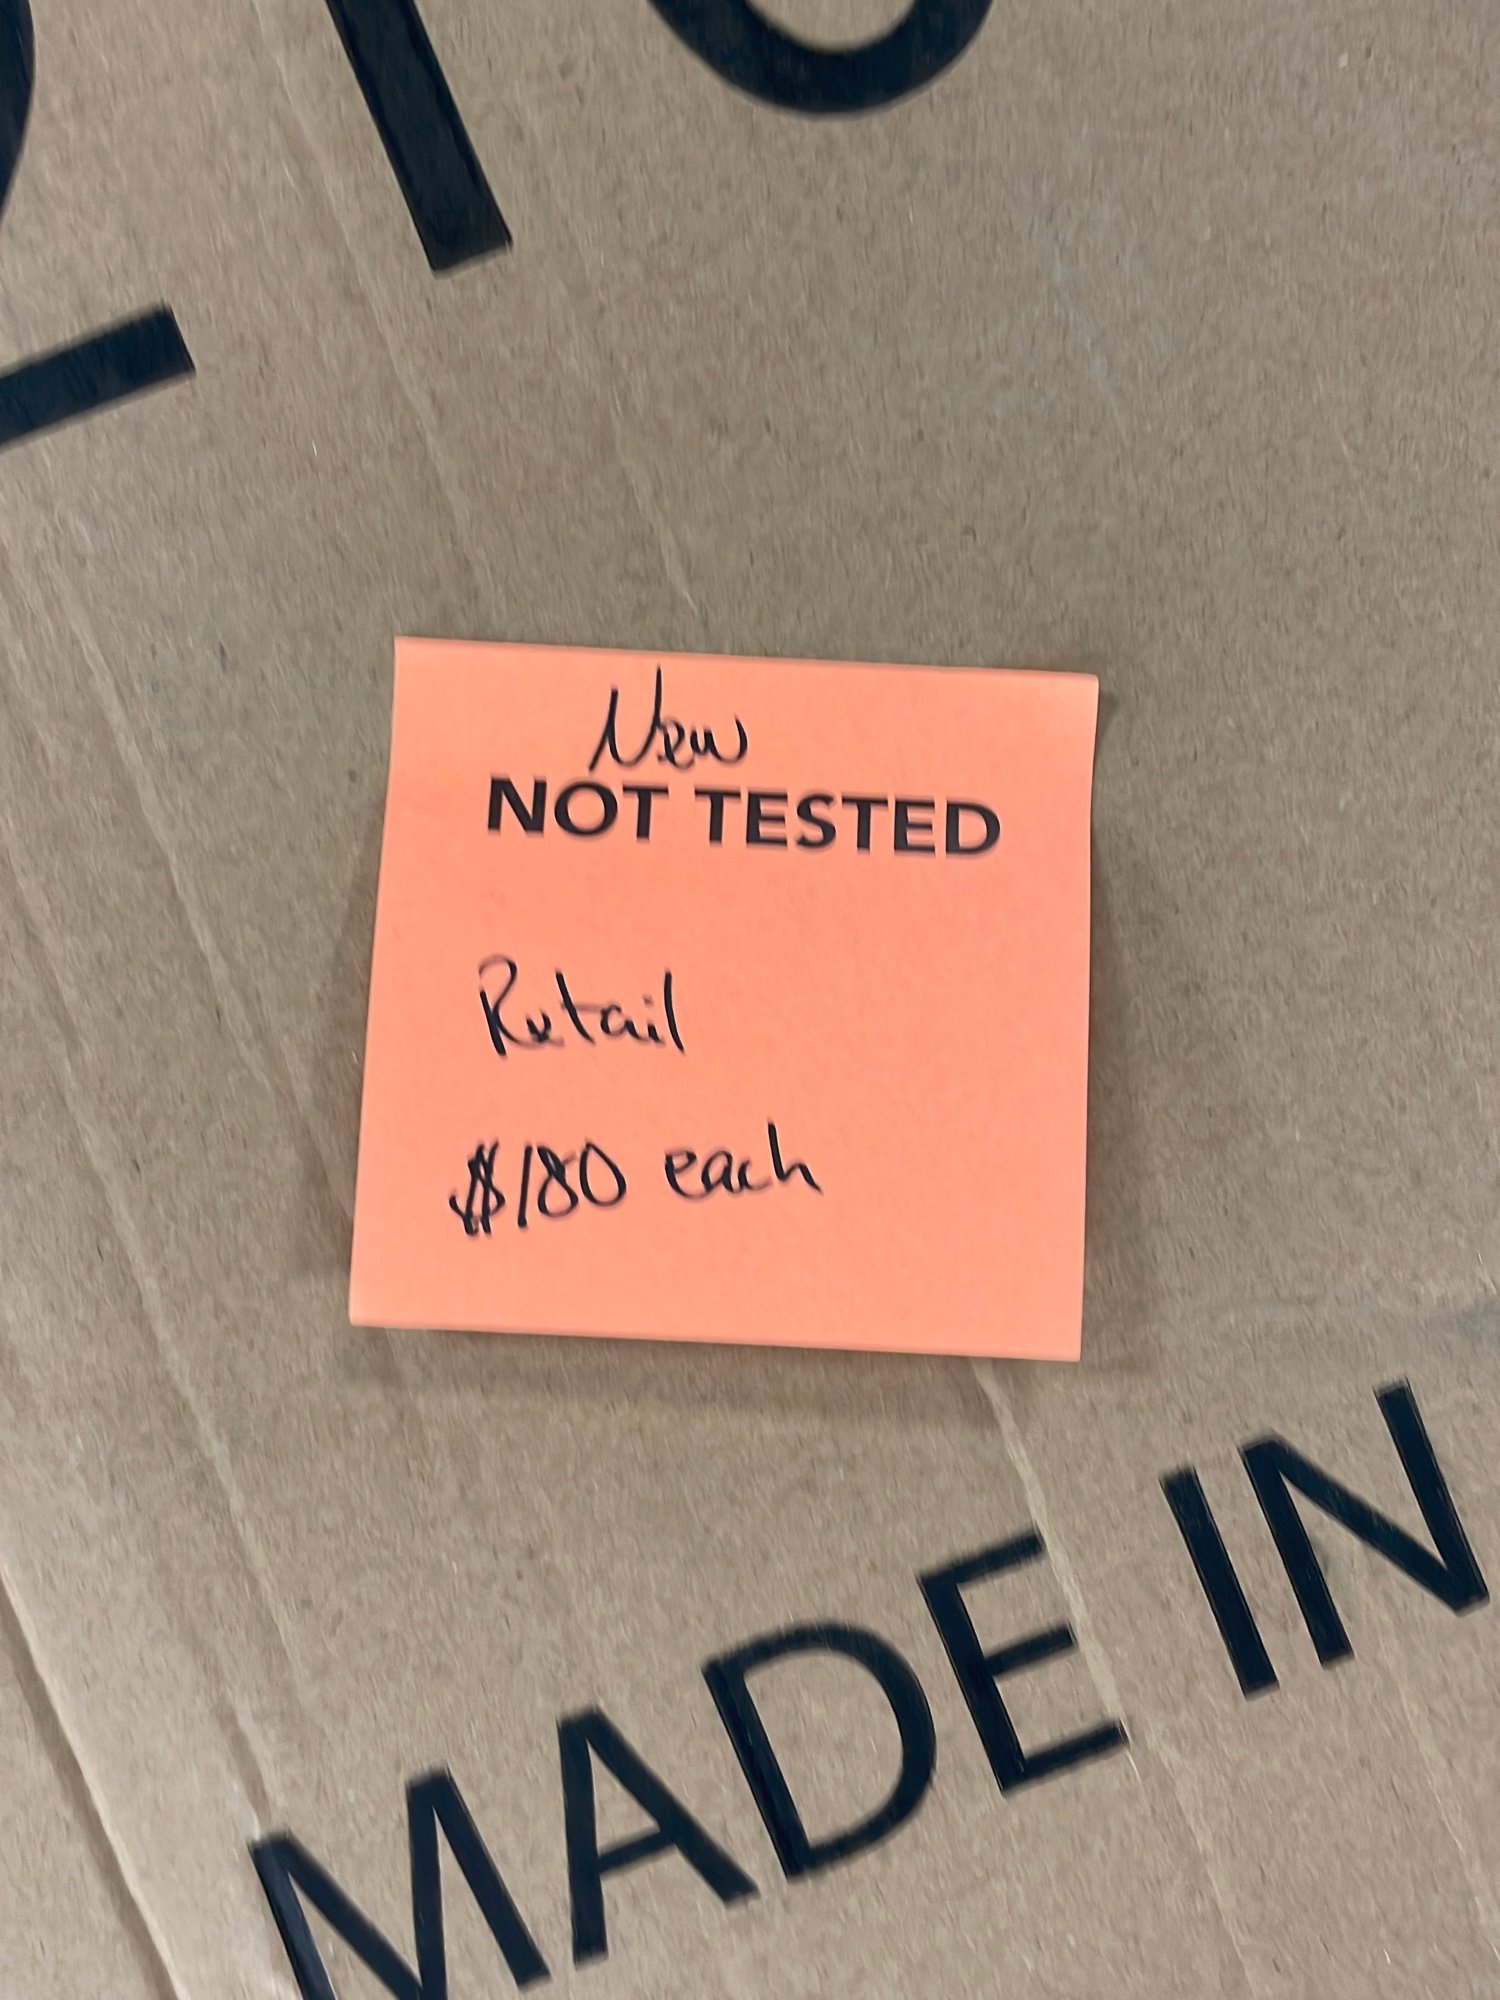 New
NOT TESTED
Retail
$180 each
MADE IN